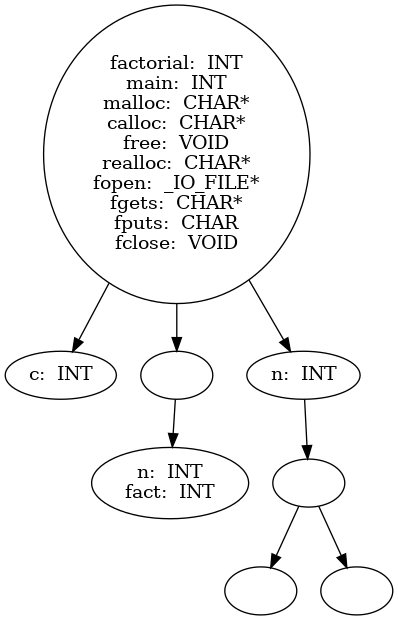 factorial: INT
main: INT
malloc: CHAR*
calloc: CHAR*
free: VOID
realloc: CHAR*
fopen: _IO_FILE*
fgets: CHAR*
fputs: CHAR
fclose: VOID
c: INT
n: INT
n: INT
fact: INT